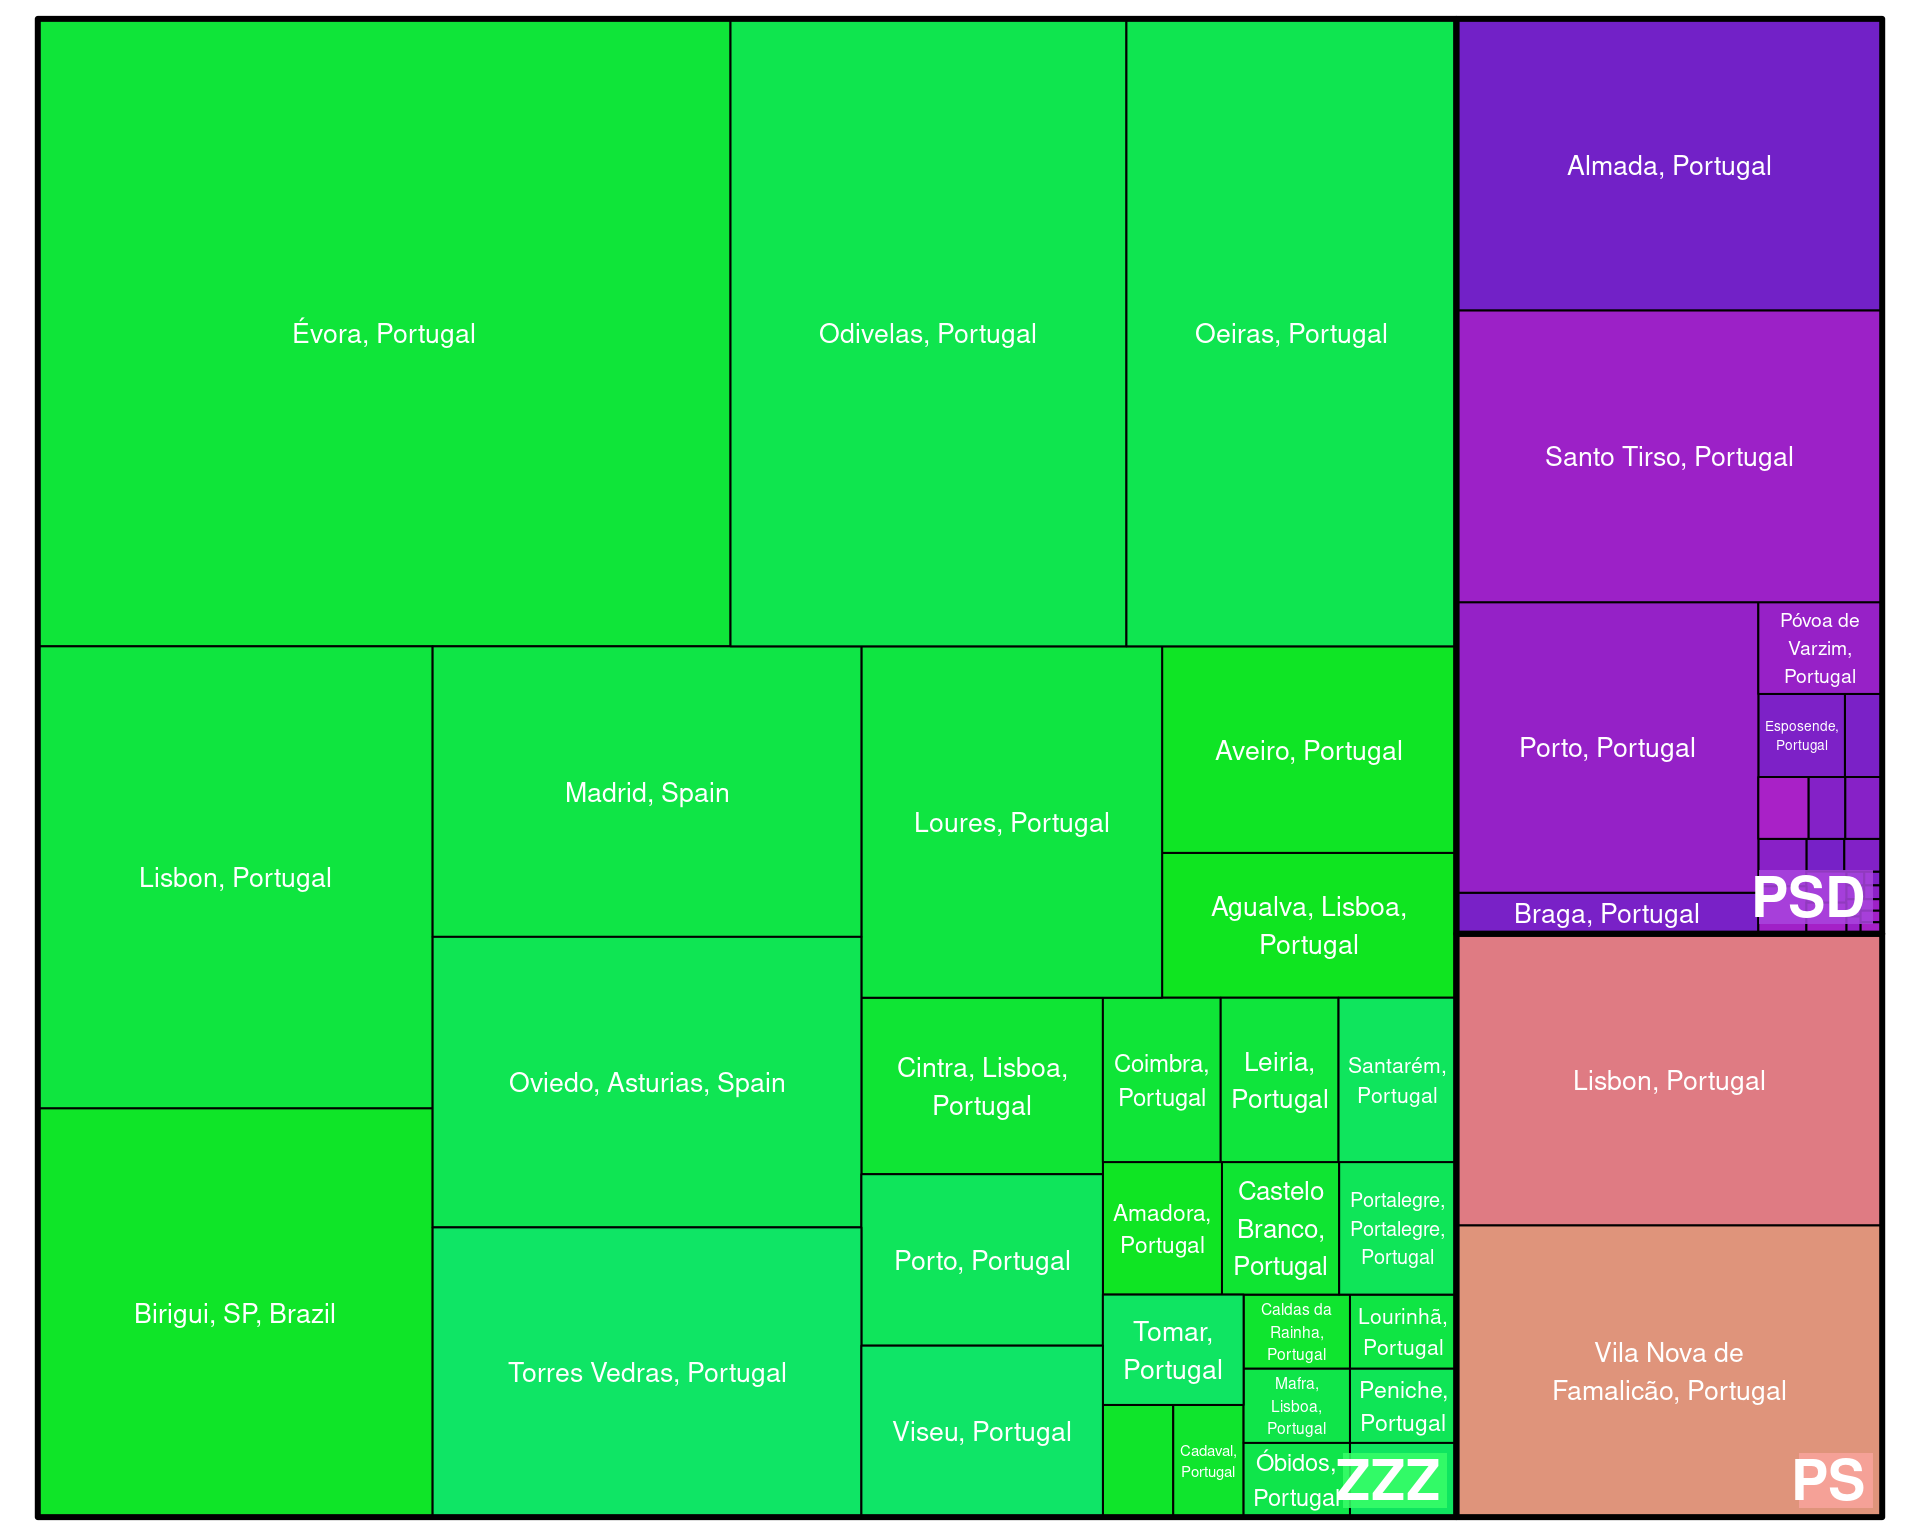 Évora, Portugal
Odivelas, Portugal
Oeiras, Portugal
Almada, Portugal
Santo Tirso, Portugal
Porto, Portugal
Póvoa de
Varzim,
Portugal
Esposende,
Portugal
Braga, Portugal
PSD
Lisbon, Portugal
Madrid, Spain
Loures, Portugal
Aveiro, Portugal
Agualva, Lisboa,
Portugal
Oviedo, Asturias, Spain
Cintra, Lisboa,
Portugal
Coimbra,
Portugal
Leiria,
Portugal
Santarém,
Portugal
Amadora,
Portugal
Castelo
Branco,
Portugal
Portalegre,
Portalegre,
Portugal
Birigui, SP, Brazil
Torres Vedras, Portugal
Porto, Portugal
Viseu, Portugal
Tomar,
Portugal
Caldas da
Rainha,
Portugal
Lourinhã,
Portugal
Mafra,
Lisboa,
Portugal
Peniche,
Portugal
Cadaval,
Portugal
Óbidos,
Portugal
ZZZ
Lisbon, Portugal
Vila Nova de
Famalicão, Portugal
PS